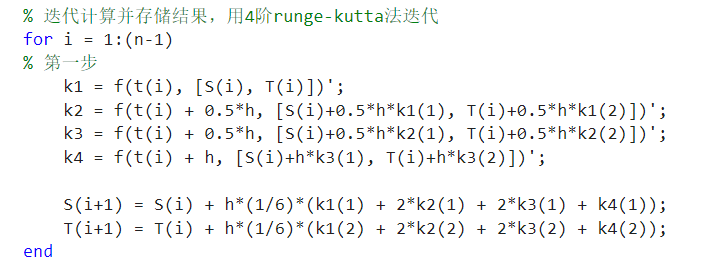 % 迭代计算并存储结果，用4阶runge-kutta法迭代
for i = 1:(n-1)
% 第一步
k1 = f(t(i), [S(i), T(i)])';
k2 = f(t(i) + 0.5*h, [S(i)+0.5*h*k1(1), T(i)+0.5*h*k1(2)])';
k3 = f(t(i) + 0.5*h, [S(i)+0.5*h*k2(1), T(i)+0.5*h*k2(2)])';
k4 = f(t(i) + h, [S(i)+h*k3(1), T(i)+h*k3(2)])';
S(i+1) = S(i) + h*(1/6)*(k1(1) + 2*k2(1) + 2*k3(1) + k4(1));
T(i+1) = T(i) + h*(1/6)*(k1(2) + 2*k2(2) + 2*k3(2) + k4(2));
end